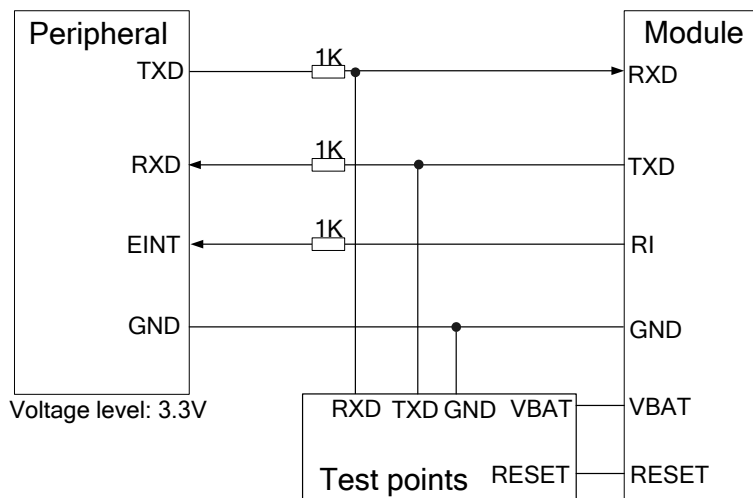 Peripheral
Module
TXD
1K
RXD
RXD
1K
TXD
EINT
1K
RI
GND
GND
Voltage level: 3.3V
RXD
TXD
GND
VBAT
VBAT
Test points
RESET
RESET